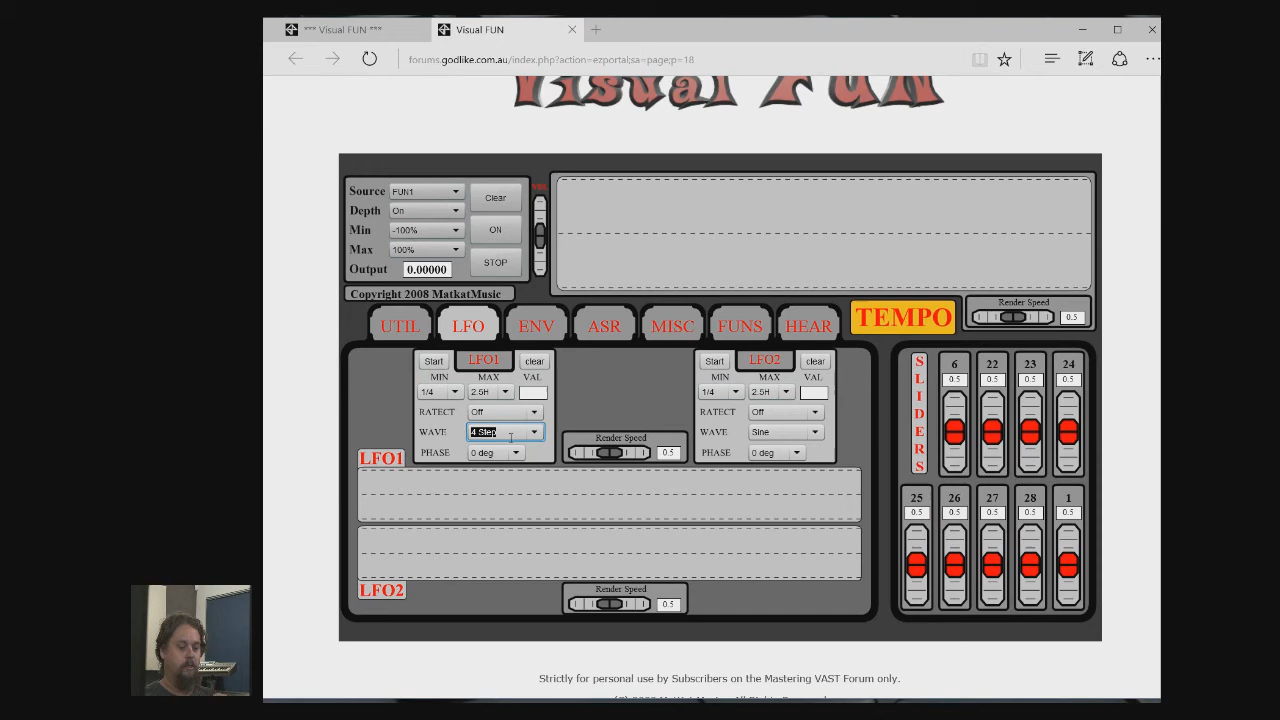 *** Visual FUN ***
Visual FUN
forums.godlike.com.au/index.php?action=ezportal;sa=page;p=18
Visual FUN
Source FUN1 Clear
Depth On
Min -100% ON
Max 100%
Output 0.00000 STOP
Copyright 2008 MatkatMusic
Render Speed
0.5
UTIL LFO ENV ASR MISC FUNS HEAR TEMPO
Start LFO1 clear
MIN MAX VAL
1/4 2.5H
RATECT Off
WAVE 4 Step
PHASE 0 deg
Render Speed
0.5
Start LFO2 clear
MIN MAX VAL
1/4 2.5H
RATECT Off
WAVE Sine
PHASE 0 deg
LFO1
LFO2
Render Speed
0.5
SLIDERS
6 22 23 24
0.5 0.5 0.5 0.5
25 26 27 28 1
0.5 0.5 0.5 0.5 0.5
Strictly for personal use by Subscribers on the Mastering VAST Forum only.